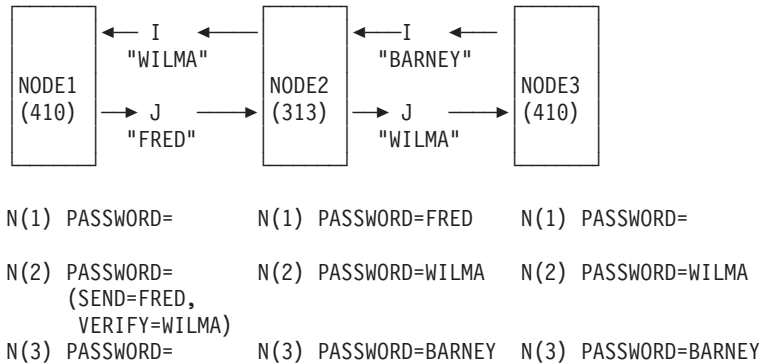 I I
"WILMA" "BARNEY"
NODE1 NODE2 NODE3
(410) J (313) J (410)
"FRED" "WILMA"
N(1) PASSWORD= N(1) PASSWORD=FRED N(1) PASSWORD=
N(2) PASSWORD= N(2) PASSWORD=WILMA N(2) PASSWORD=WILMA
(SEND=FRED,
VERIFY=WILMA)
N(3) PASSWORD= N(3) PASSWORD=BARNEY N(3) PASSWORD=BARNEY